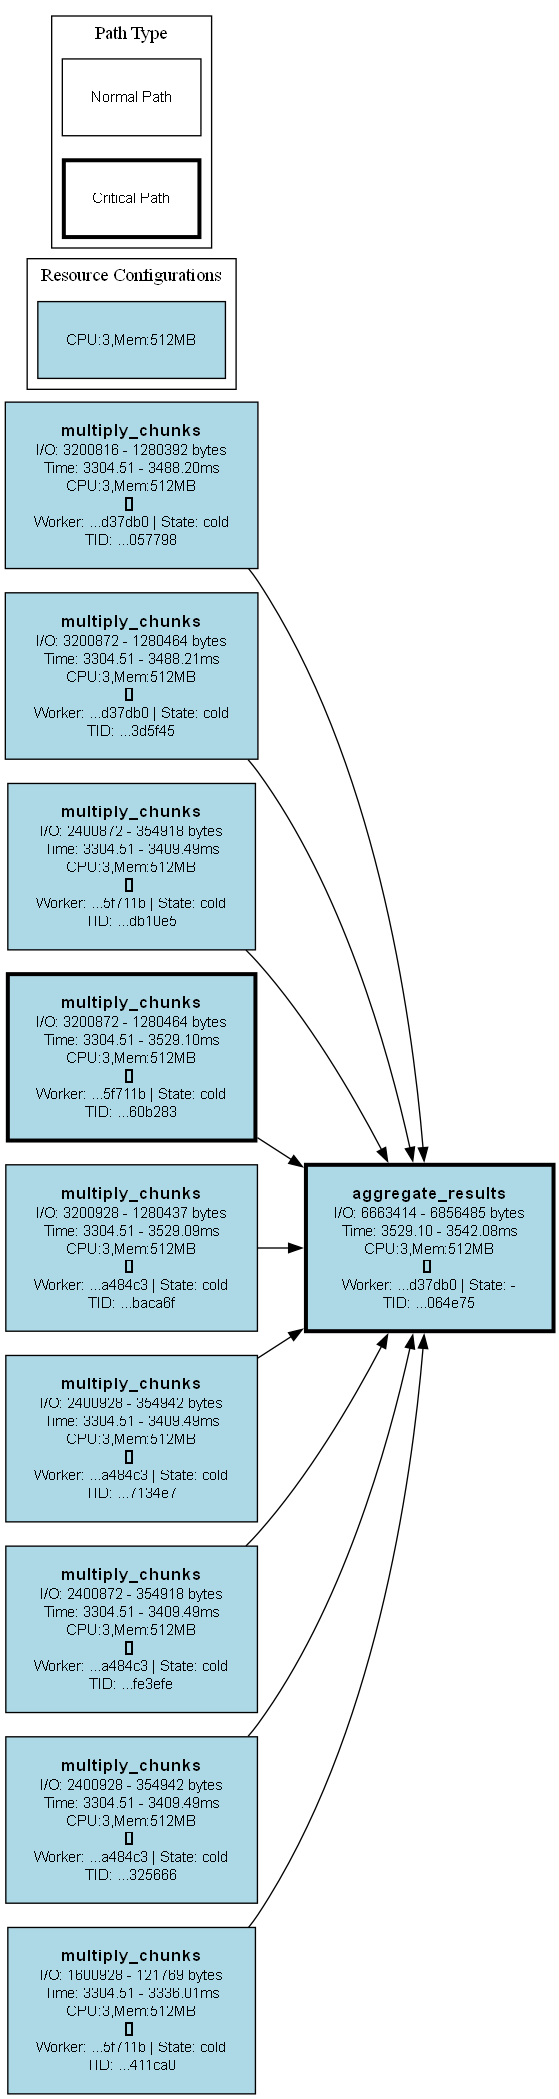 Path Type
Normal Path
Critical Path
Resource Configurations
CPU:3,Mem:512MB
multiply_chunks
I/O: 3200816 - 1280392 bytes
Time: 3304.51 - 3488.20ms
CPU:3,Mem:512MB
[]
Worker: ...d37db0 | State: cold
TID: ...057798
multiply_chunks
I/O: 3200872 - 1280464 bytes
Time: 3304.51 - 3488.21ms
CPU:3,Mem:512MB
[]
Worker: ...d37db0 | State: cold
TID: ...3d5f45
multiply_chunks
I/O: 2400872 - 354918 bytes
Time: 3304.51 - 3409.49ms
CPU:3,Mem:512MB
[]
Worker: ...5f711b | State: cold
TID: ...db10e5
multiply_chunks
I/O: 3200872 - 1280464 bytes
Time: 3304.51 - 3529.10ms
CPU:3,Mem:512MB
[]
Worker: ...5f711b | State: cold
TID: ...60b283
multiply_chunks
I/O: 3200928 - 1280437 bytes
Time: 3304.51 - 3529.09ms
CPU:3,Mem:512MB
[]
Worker: ...a484c3 | State: cold
TID: ...baca6f
aggregate_results
I/O: 6663414 - 6856485 bytes
Time: 3529.10 - 3542.08ms
CPU:3,Mem:512MB
[]
Worker: ...d37db0 | State: -
TID: ...064e75
multiply_chunks
I/O: 2400928 - 354942 bytes
Time: 3304.51 - 3409.49ms
CPU:3,Mem:512MB
[]
Worker: ...a484c3 | State: cold
TID: ...7134e7
multiply_chunks
I/O: 2400872 - 354918 bytes
Time: 3304.51 - 3409.49ms
CPU:3,Mem:512MB
[]
Worker: ...a484c3 | State: cold
TID: ...fe3efe
multiply_chunks
I/O: 2400928 - 354942 bytes
Time: 3304.51 - 3409.49ms
CPU:3,Mem:512MB
[]
Worker: ...a484c3 | State: cold
TID: ...325666
multiply_chunks
I/O: 1600928 - 121769 bytes
Time: 3304.51 - 3336.01ms
CPU:3,Mem:512MB
[]
Worker: ...5f711b | State: cold
TID: ...411ca0